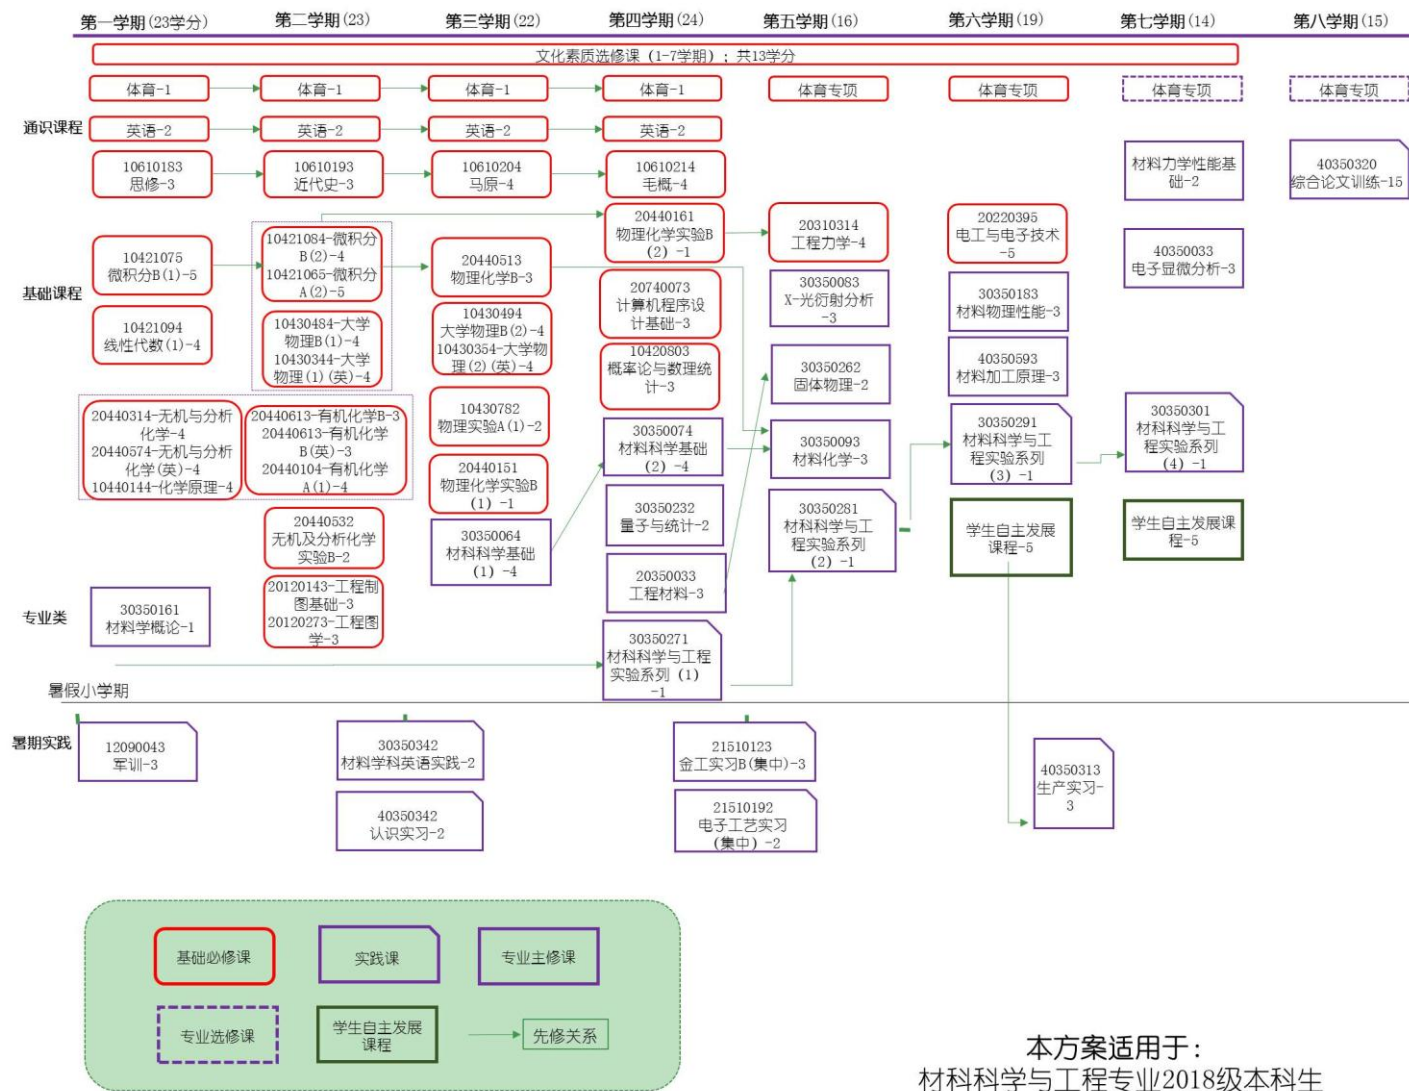 第一学期(23学分)
第二学期(23)
第三学期(22)
第四学期(24)
第五学期(16)
第六学期(19)
第七学期(14)
第八学期(15)
文化素质选修课（1-7学期）；共13学分
通识课程
体育-1
体育-1
体育-1
体育-1
体育专项
体育专项
体育专项
体育专项
英语-2
英语-2
英语-2
英语-2
10610183
思修-3
10610193
近代史-3
10610204
马原-4
10610214
毛概-4
材料力学性能基
础-2
40350320
综合论文训练-15
基础课程
10421075
微积分B(1)-5
10421084-微积分
B(2)-4
10421065-微积分
A(2)-5
20440513
物理化学B-3
20440161
物理化学实验B
(2)-1
20310314
工程力学-4
20220395
电工与电子技术
-5
40350033
电子显微分析-3
10421094
线性代数(1)-4
10430484-大学
物理B(1)-4
10430344-大学
物理(1)(英)-4
10430494
大学物理B(2)-4
10430354-大学物
理(2)(英)-4
20740073
计算机程序设
计基础-3
30350083
X-光衍射分析
-3
30350183
材料物理性能-3
10420803
概率论与数理统
计-3
30350262
固体物理-2
40350593
材料加工原理-3
20440314-无机与分析
化学-4
20440574-无机与分析
化学(英)-4
10440144-化学原理-4
20440613-有机化学B-3
20440613-有机化学
B(英)-3
20440104-有机化学
A(1)-4
10430782
物理实验A(1)-2
30350074
材料科学基础
(2)-4
30350093
材料化学-3
30350291
材料科学与工
程实验系列
(3)-1
30350301
材料科学与工
程实验系列
(4)-1
20440151
物理化学实验B
(1)-1
30350232
量子与统计-2
30350281
材料科学与工
程实验系列
(2)-1
学生自主发展
课程-5
学生自主发展课
程-5
20440532
无机及分析化学
实验B-2
30350064
材料科学基础
(1)-4
20350033
工程材料-3
专业类
30350161
材料学概论-1
20120143-工程制
图基础-3
20120273-工程图
学-3
30350271
材料科学与工程
实验系列(1)
-1
暑假小学期
暑期实践
12090043
军训-3
30350342
材料学科英语实践-2
21510123
金工实习B(集中)-3
40350313
生产实习-
3
40350342
认识实习-2
21510192
电子工艺实习
(集中)-2
基础必修课
实践课
专业主修课
专业选修课
学生自主发展
课程
先修关系
本方案适用于：
材料科学与工程专业2018级本科生